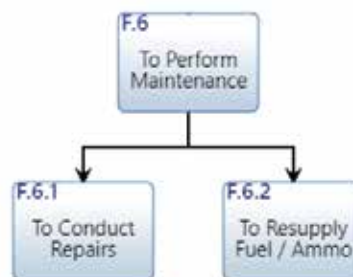 F.6
To Perform
Maintenance
F.6.1
To Conduct
Repairs
F.6.2
To Resupply
Fuel / Ammo